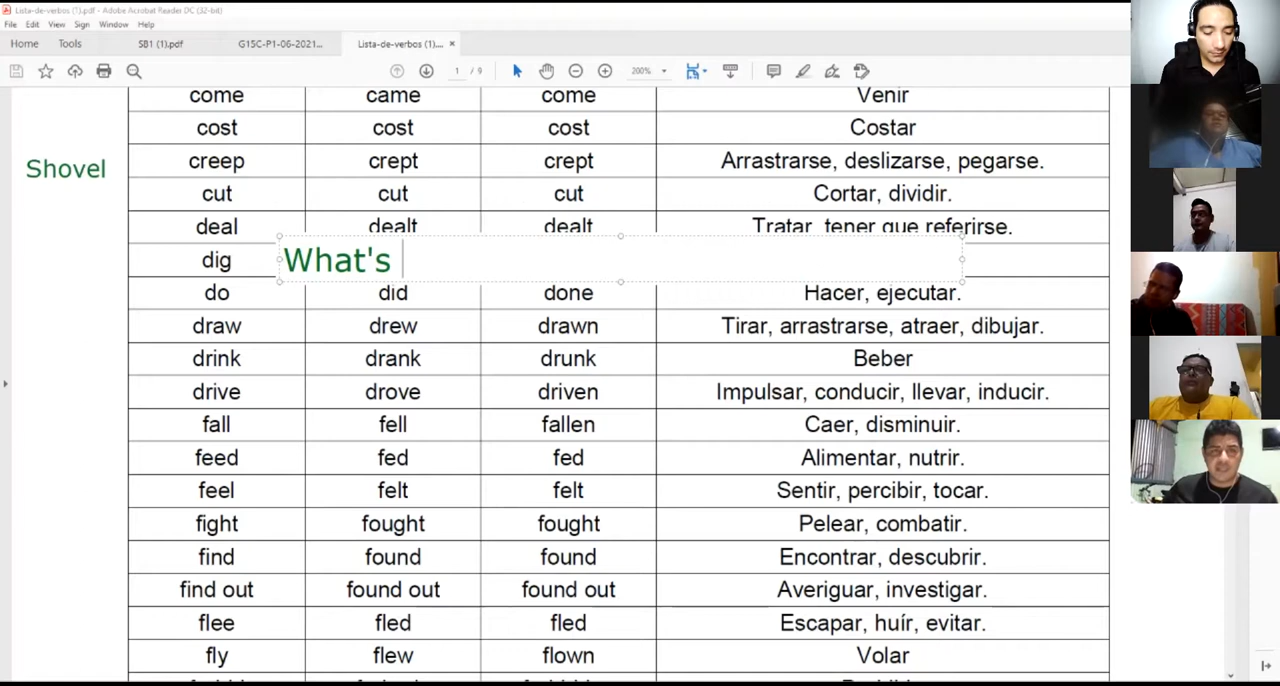 Lista-de-verbos (1).pdf - Adobe Acrobat Reader DC (32-bit)
File Edit View Sign Window Help
Home Tools SB1 (1).pdf G15C-P1-06-2021... Lista-de-verbos (1),... ×
1 / 9 200%
come came come Venir
cost cost cost Costar
creep crept crept Arrastrarse, deslizarse, pegarse.
Shovel
cut cut cut Cortar, dividir.
deal dealt dealt Tratar, tener que referirse.
dig What's
do did done Hacer, ejecutar.
draw drew drawn Tirar, arrastrarse, atraer, dibujar.
drink drank drunk Beber
drive drove driven Impulsar, conducir, llevar, inducir.
fall fell fallen Caer, disminuir.
feed fed fed Alimentar, nutrir.
feel felt felt Sentir, percibir, tocar.
fight fought fought Pelear, combatir.
find found found Encontrar, descubrir.
find out found out found out Averiguar, investigar.
flee fled fled Escapar, huír, evitar.
fly flew flown Volar